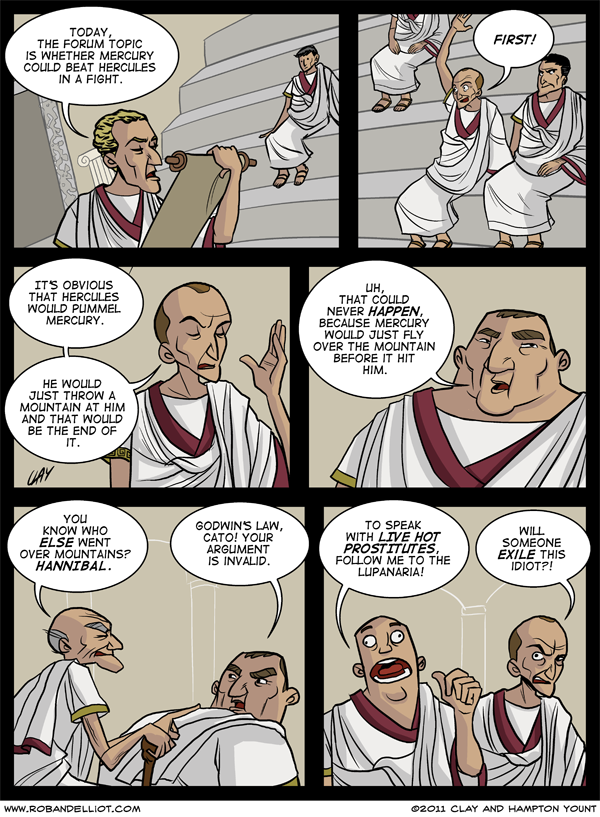 TODAY,
THE FORUM TOPIC
IS WHETHER MERCURY
COULD BEAT HERCULES
IN A FIGHT.
FIRST!
IT'S OBVIOUS
THAT HERCULES
WOULD PUMMEL
MERCURY.
HE WOULD
JUST THROW A
MOUNTAIN AT HIM
AND THAT WOULD
BE THE END OF
IT.
CLAY
UH,
THAT COULD
NEVER HAPPEN,
BECAUSE MERCURY
WOULD JUST FLY
OVER THE MOUNTAIN
BEFORE IT HIT
HIM.
YOU
KNOW WHO
ELSE WENT
OVER MOUNTAINS?
HANNIBAL.
GODWIN'S LAW,
CATO! YOUR
ARGUMENT
IS INVALID.
TO SPEAK
WITH LIVE HOT
PROSTITUTES,
FOLLOW ME TO THE
LUPANARIA!
WILL
SOMEONE
EXILE THIS
IDIOT?!
WWW.ROBANDELLIOT.COM
©2011 CLAY AND HAMPTON YOUNT